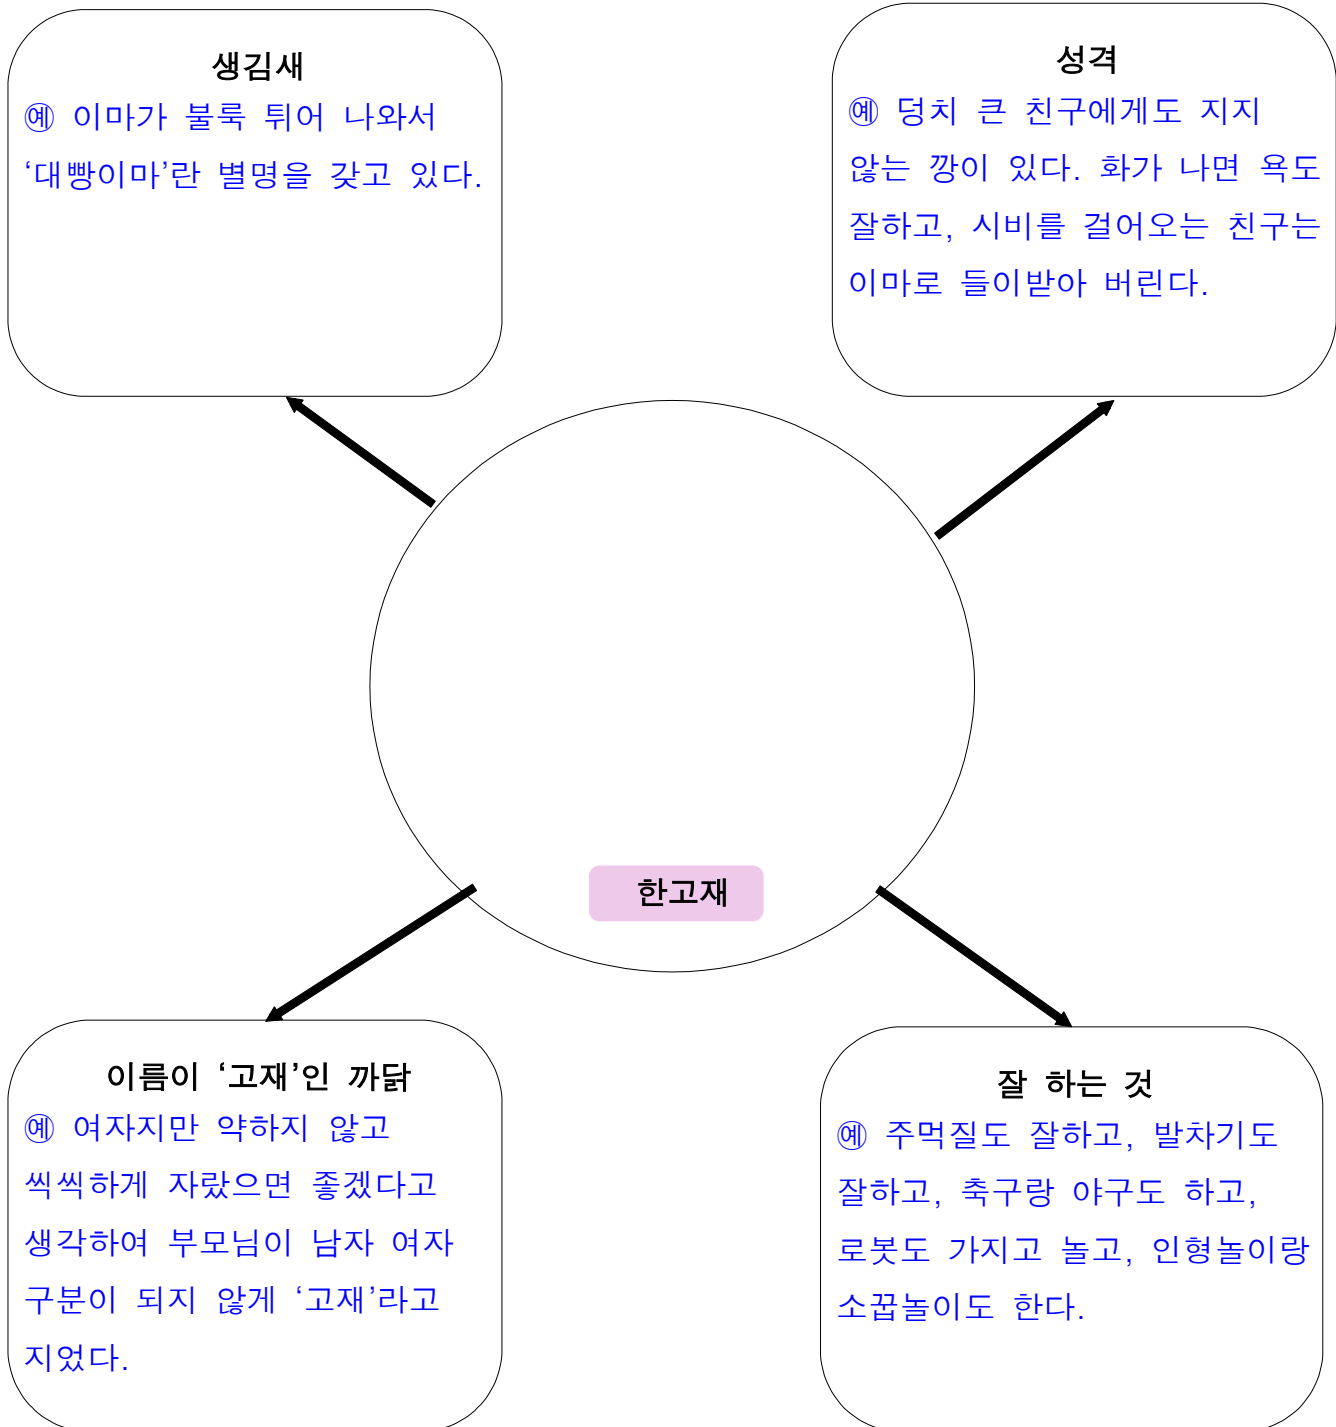 생김새
㉠예 이마가 불룩 튀어 나와서
‘대빵이마’란 별명을 갖고 있다.
성격
예 덩치 큰 친구에게도 지지
않는 깡이 있다. 화가 나면 욕도
잘하고, 시비를 걸어오는 친구는
이마로 들이받아 버린다.
한고재
이름이 ‘고재’인 까닭
예 여자지만 약하지 않고
씩씩하게 자랐으면 좋겠다고
생각하여 부모님이 남자 여자
구분이 되지 않게 ‘고재’라고
지었다.
잘 하는 것
예 주먹질도 잘하고, 발차기도
잘하고, 축구랑 야구도 하고,
로봇도 가지고 놀고, 인형놀이랑
소꿉놀이도 한다.